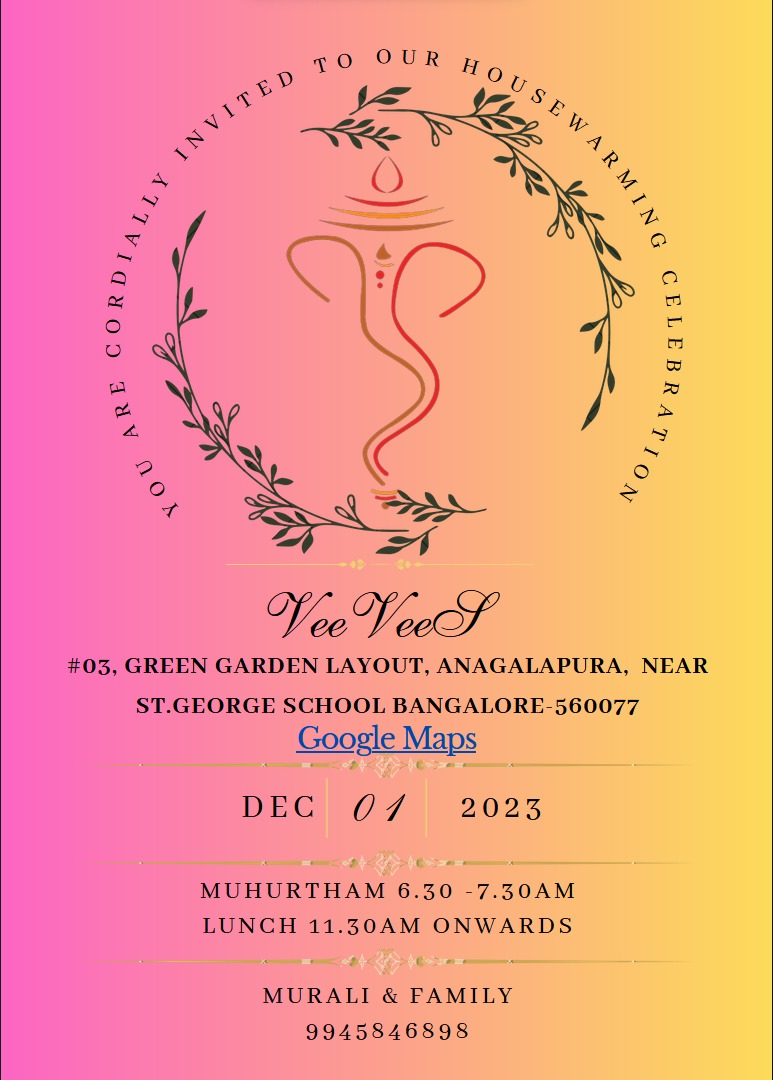 YOU ARE CORDIALLY INVITED TO OUR HOUSEWARMING CELEBRATION
VeeVeeS
#03, GREEN GARDEN LAYOUT, ANAGALAPURA, NEAR
ST.GEORGE SCHOOL BANGALORE-560077
Google Maps
DEC 01 2023
MUHURTHAM 6.30 -7.30AM
LUNCH 11.30AM ONWARDS
MURALI & FAMILY
9945846898